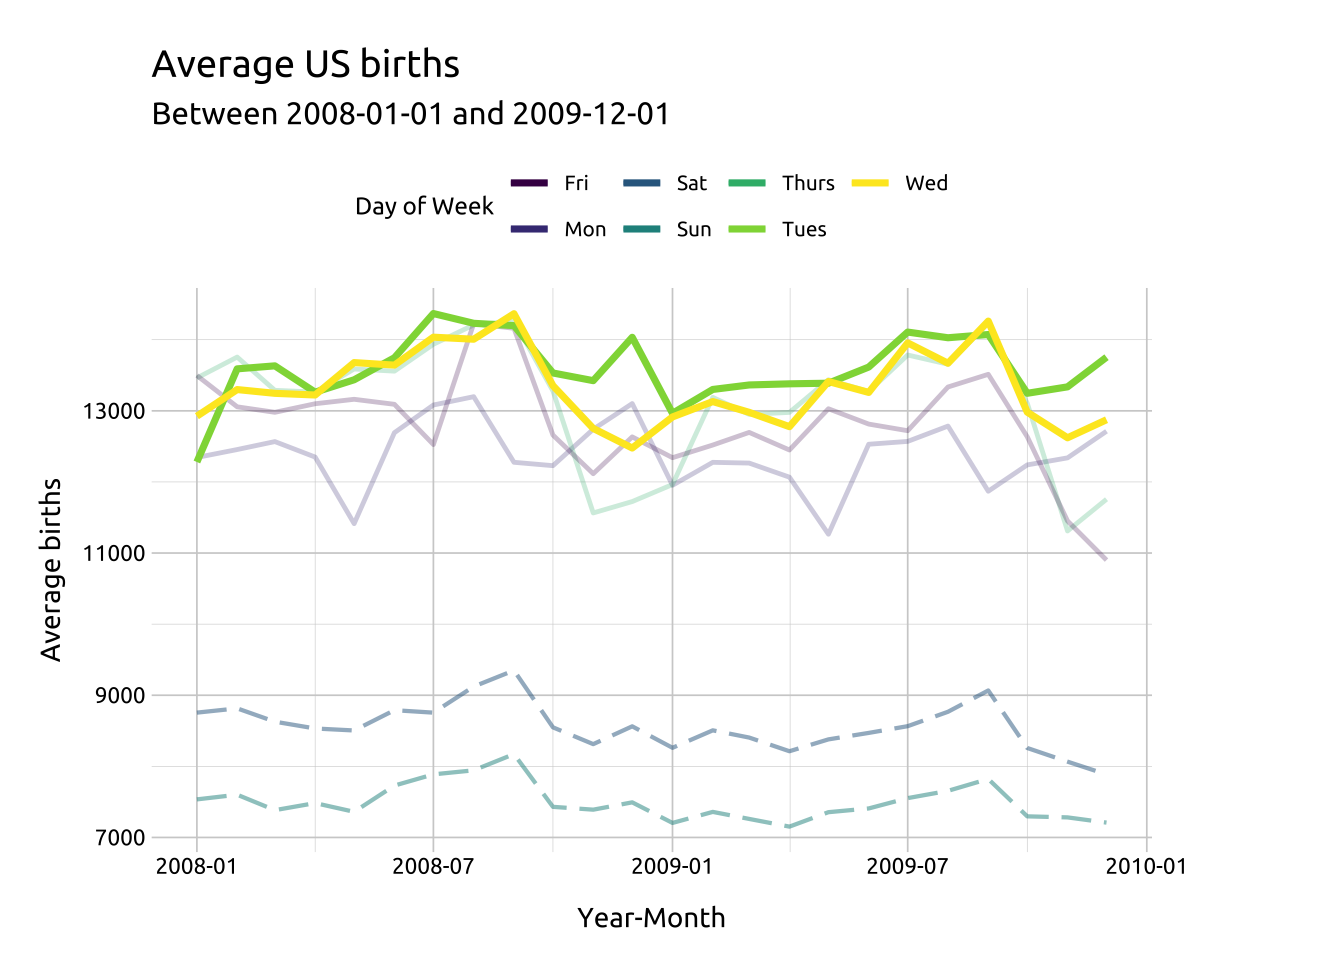 Average US births
Between 2008-01-01 and 2009-12-01
Day of Week
Fri Sat Thurs Wed
Mon Sun Tues
Average births
13000
11000
9000
7000
2008-01 2008-07 2009-01 2009-07 2010-01
Year-Month